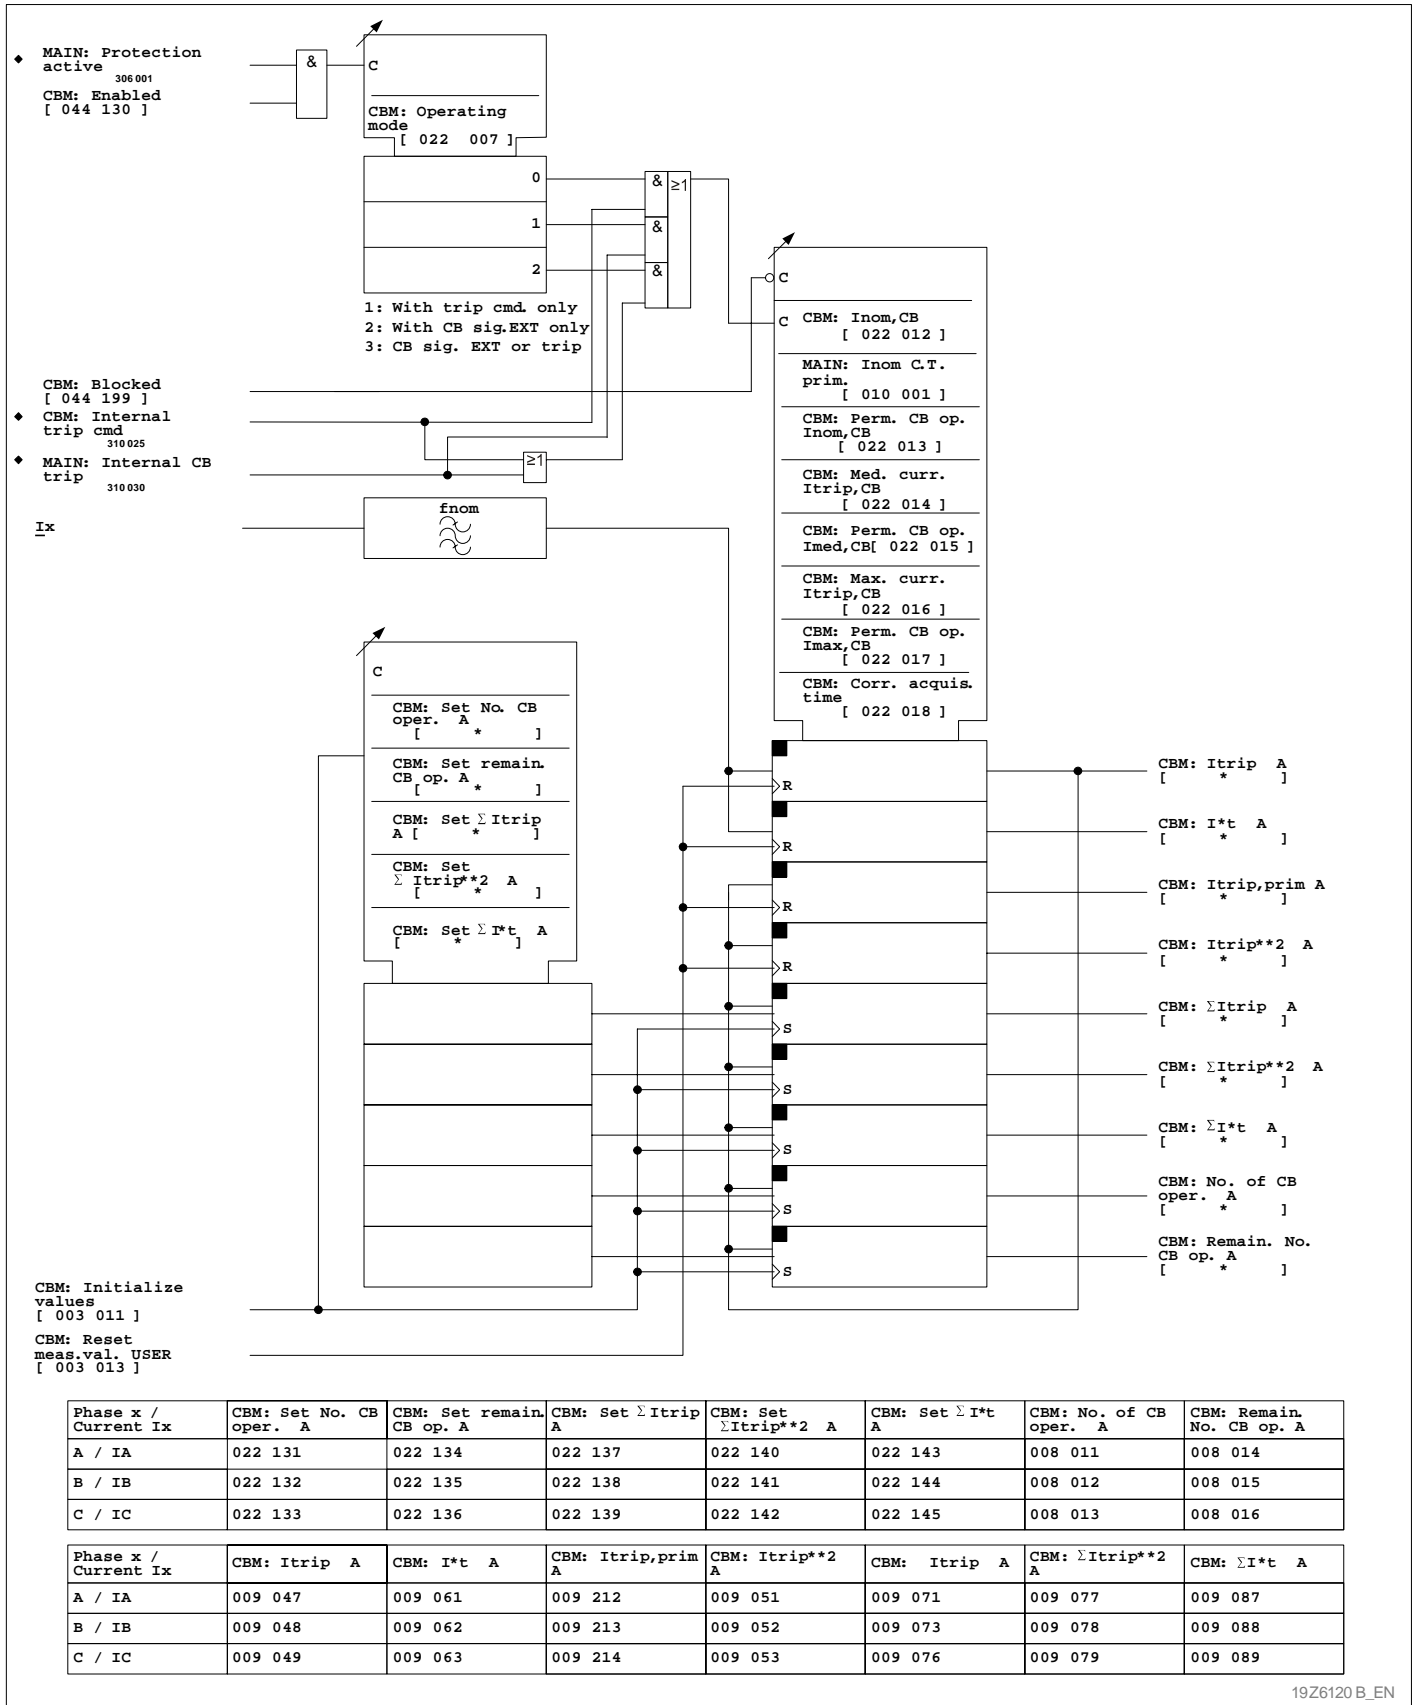 MAIN: Protection
active
306 001
CBM: Enabled
[ 044 130 ]
&
C
CBM: Operating
mode
[ 022 007 ]
0
1
2
&
&
&
≥1
1: With trip cmd. only
2: With CB sig.EXT only
3: CB sig. EXT or trip
CBM: Blocked
[ 044 199 ]
CBM: Internal
trip cmd
310 025
MAIN: Internal CB
trip
310 030
≥1
Ix
fnom
C
C
CBM: Inom,CB
[ 022 012 ]
MAIN: Inom C.T.
prim.
[ 010 001 ]
CBM: Perm. CB op.
Inom,CB
[ 022 013 ]
CBM: Med. curr.
Itrip,CB
[ 022 014 ]
CBM: Perm. CB op.
Imed,CB[ 022 015 ]
CBM: Max. curr.
Itrip,CB
[ 022 016 ]
CBM: Perm. CB op.
Imax,CB
[ 022 017 ]
CBM: Corr. acquis.
time
[ 022 018 ]
C
CBM: Set No. CB
oper. A
[ * ]
CBM: Set remain.
CB op. A
[ * ]
CBM: Set ΣItrip
A [ * ]
CBM: Set
Σ Itrip**2 A
[ * ]
CBM: Set ΣI*t A
[ * ]
R
R
R
R
S
S
S
S
S
CBM: Itrip A
[ * ]
CBM: I*t A
[ * ]
CBM: Itrip,prim A
[ * ]
CBM: Itrip**2 A
[ * ]
CBM: ΣItrip A
[ * ]
CBM: ΣItrip**2 A
[ * ]
CBM: ΣI*t A
[ * ]
CBM: No. of CB
oper. A
[ * ]
CBM: Remain. No.
CB op. A
[ * ]
CBM: Initialize
values
[ 003 011 ]
CBM: Reset
meas.val. USER
[ 003 013 ]
Phase x / CBM: Set No. CB CBM: Set remain. CBM: Set ΣItrip CBM: Set CBM: Set ΣI*t CBM: No. of CB CBM: Remain.
Current Ix oper. A CB op. A A ΣItrip**2 A A oper. A No. CB op. A
A / IA 022 131 022 134 022 137 022 140 022 143 008 011 008 014
B / IB 022 132 022 135 022 138 022 141 022 144 008 012 008 015
C / IC 022 133 022 136 022 139 022 142 022 145 008 013 008 016
Phase x / CBM: Itrip A CBM: I*t A CBM: Itrip,prim CBM: Itrip**2 CBM: Itrip A CBM: ΣItrip**2 CBM: ΣI*t A
Current Ix A A A
A / IA 009 047 009 061 009 212 009 051 009 071 009 077 009 087
B / IB 009 048 009 062 009 213 009 052 009 073 009 078 009 088
C / IC 009 049 009 063 009 214 009 053 009 076 009 079 009 089
19Z6120 B_EN